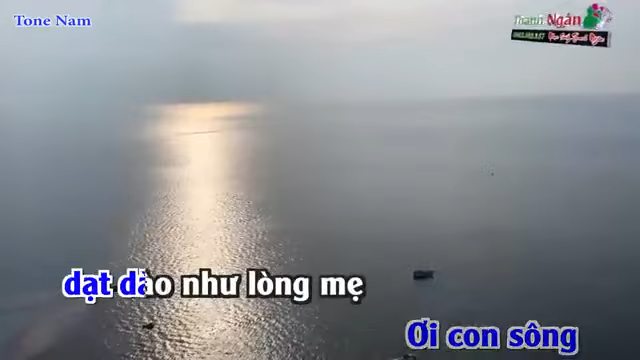 Tone Nam
Thanh Ngân
dạt dào như lòng mẹ
Ơi con sông